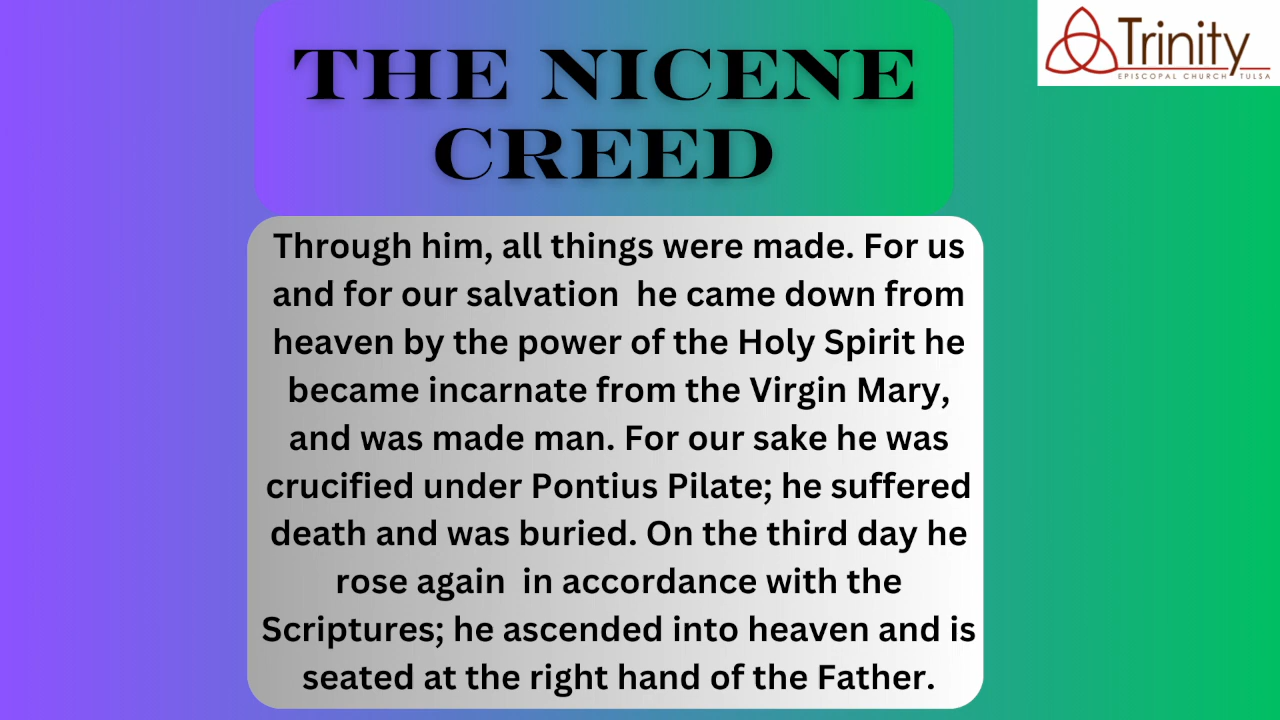 THE NICENE
CREED
Trinity
EPISCOPAL CHURCH TULSA
Through him, all things were made. For us
and for our salvation  he came down from
heaven by the power of the Holy Spirit he
became incarnate from the Virgin Mary,
and was made man. For our sake he was
crucified under Pontius Pilate; he suffered
death and was buried. On the third day he
rose again  in accordance with the
Scriptures; he ascended into heaven and is
seated at the right hand of the Father.